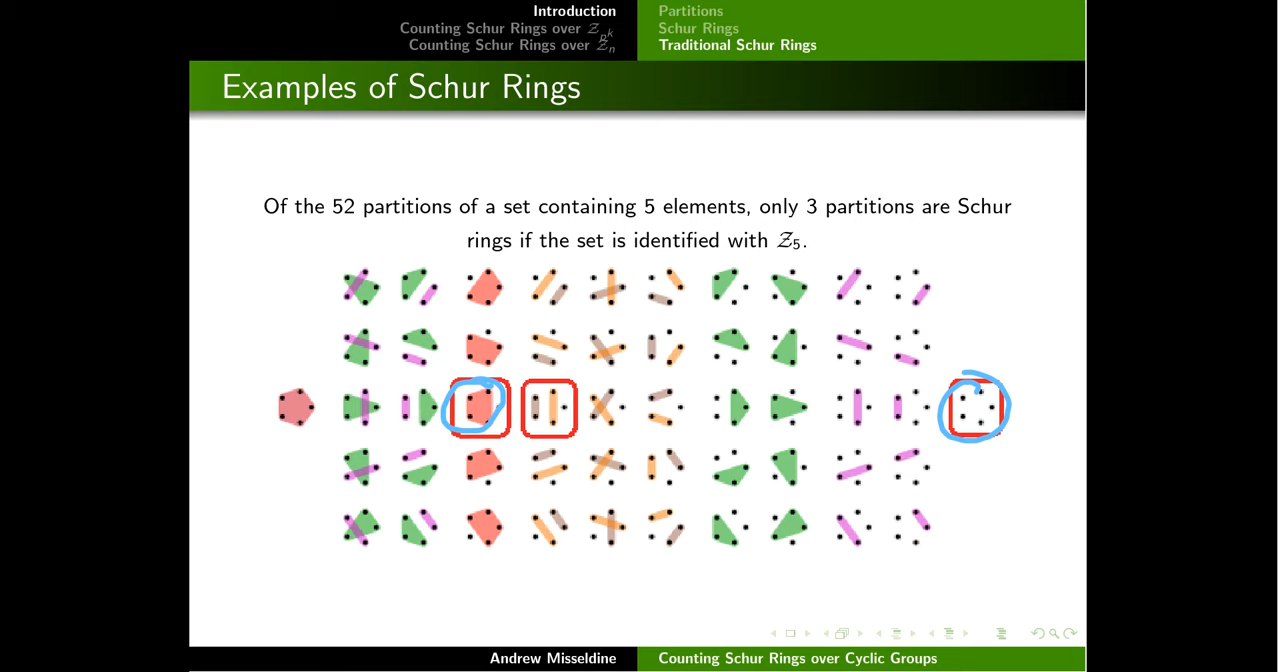 Introduction
Counting Schur Rings over 𝒵_{p^k}
Counting Schur Rings over 𝒵_n
Partitions
Schur Rings
Traditional Schur Rings
Examples of Schur Rings
Of the 52 partitions of a set containing 5 elements, only 3 partitions are Schur
rings if the set is identified with 𝒵₅.
Andrew Misseldine
Counting Schur Rings over Cyclic Groups